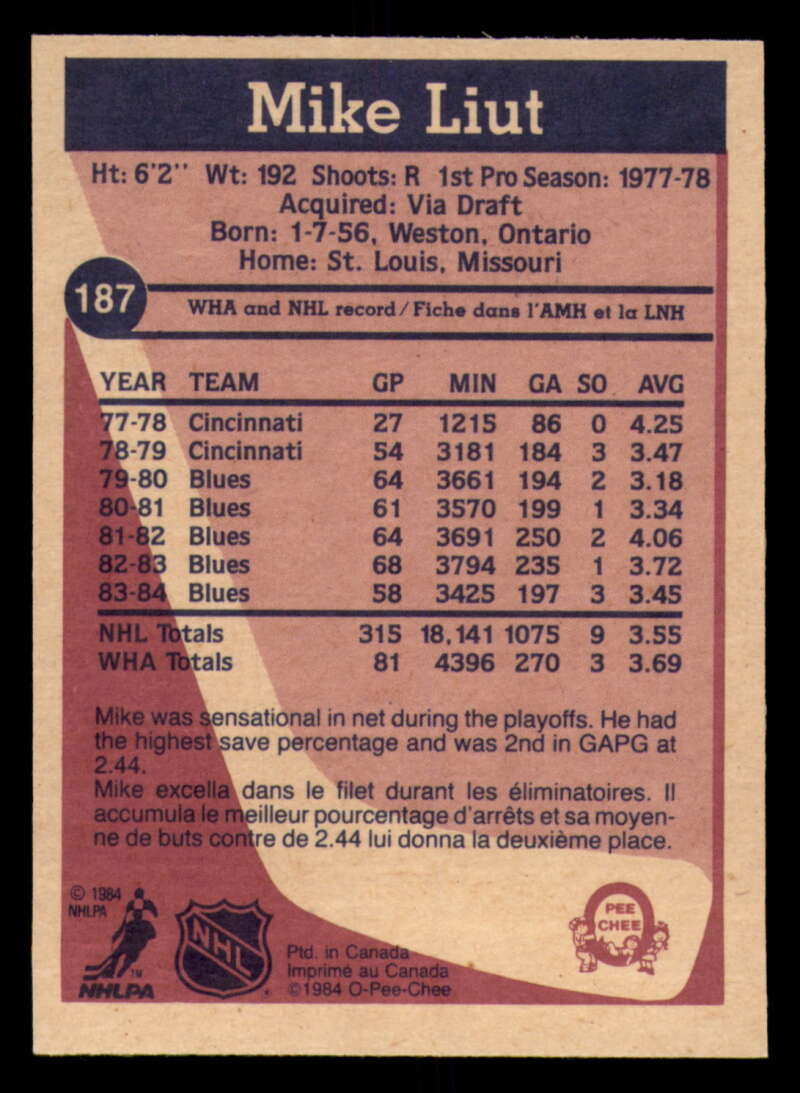 Mike Liut
Ht: 6'2'' Wt: 192 Shoots: R 1st Pro Season: 1977-78
Acquired: Via Draft
Born: 1-7-56, Weston, Ontario
Home: St. Louis, Missouri
187
WHA and NHL record/Fiche dans l'AMH et la LNH
YEAR TEAM GP MIN GA SO AVG
77-78 Cincinnati 27 1215 86 0 4.25
78-79 Cincinnati 54 3181 184 3 3.47
79-80 Blues 64 3661 194 2 3.18
80-81 Blues 61 3570 199 1 3.34
81-82 Blues 64 3691 250 2 4.06
82-83 Blues 68 3794 235 1 3.72
83-84 Blues 58 3425 197 3 3.45
NHL Totals 315 18,141 1075 9 3.55
WHA Totals 81 4396 270 3 3.69
Mike was sensational in net during the playoffs. He had
the highest save percentage and was 2nd in GAPG at
2.44.
Mike excella dans le filet durant les éliminatoires. Il
accumula le meilleur pourcentage d'arrêts et sa moyen-
ne de buts contre de 2.44 lui donna la deuxième place.
© 1984
NHLPA
TM
NHLPA
NHL
Ptd. in Canada
Imprimé au Canada
©1984 O-Pee-Chee
PEE
CHEE